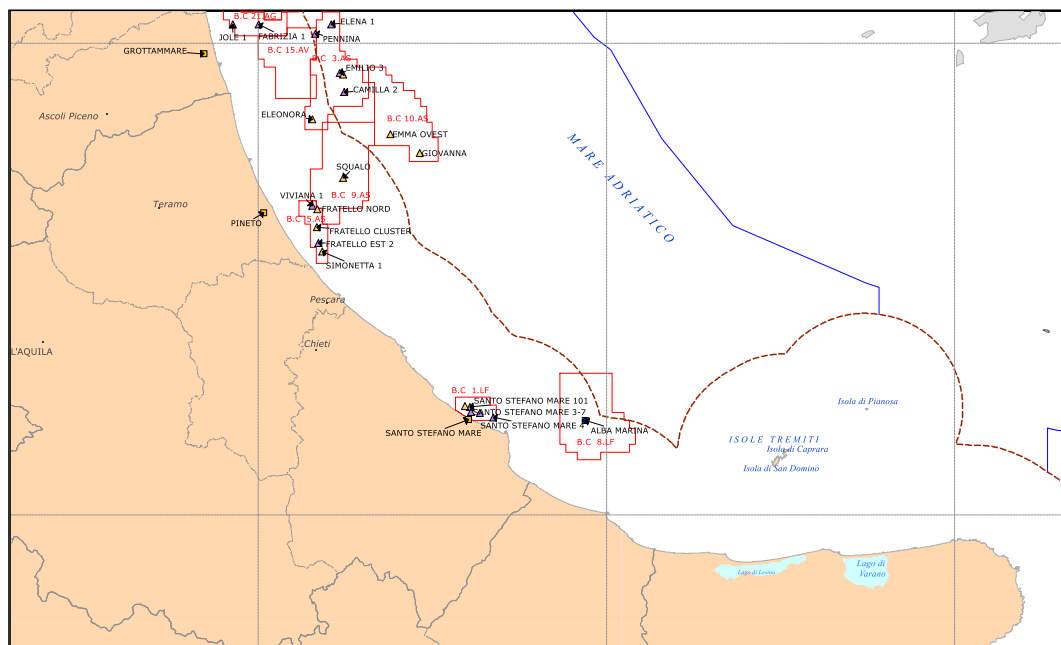 B.C 21.AG
ELENA 1
JOLE 1
FABRIZIA 1
PENNINA
GROTTAMMARE
B.C 15.AV
B.C 3.AS
EMILIO 3
CAMILLA 2
Ascoli Piceno
ELEONORA
B.C 10.AS
EMMA OVEST
GIOVANNA
MARE ADRIATICO
SQUALO
Teramo
VIVIANA 1
B.C 9.AS
FRATELLO NORD
PINETO
B.C 5.AS
FRATELLO CLUSTER
FRATELLO EST 2
SIMONETTA 1
Pescara
L'AQUILA
Chieti
B.C 1.LF
SANTO STEFANO MARE 101
SANTO STEFANO MARE 3-7
SANTO STEFANO MARE 4
SANTO STEFANO MARE
ALBA MARINA
B.C 8.LF
Isola di Pianosa
ISOLE TREMITI
Isola di Caprara
Isola di San Domino
Lago di Lesina
Lago di
Varano